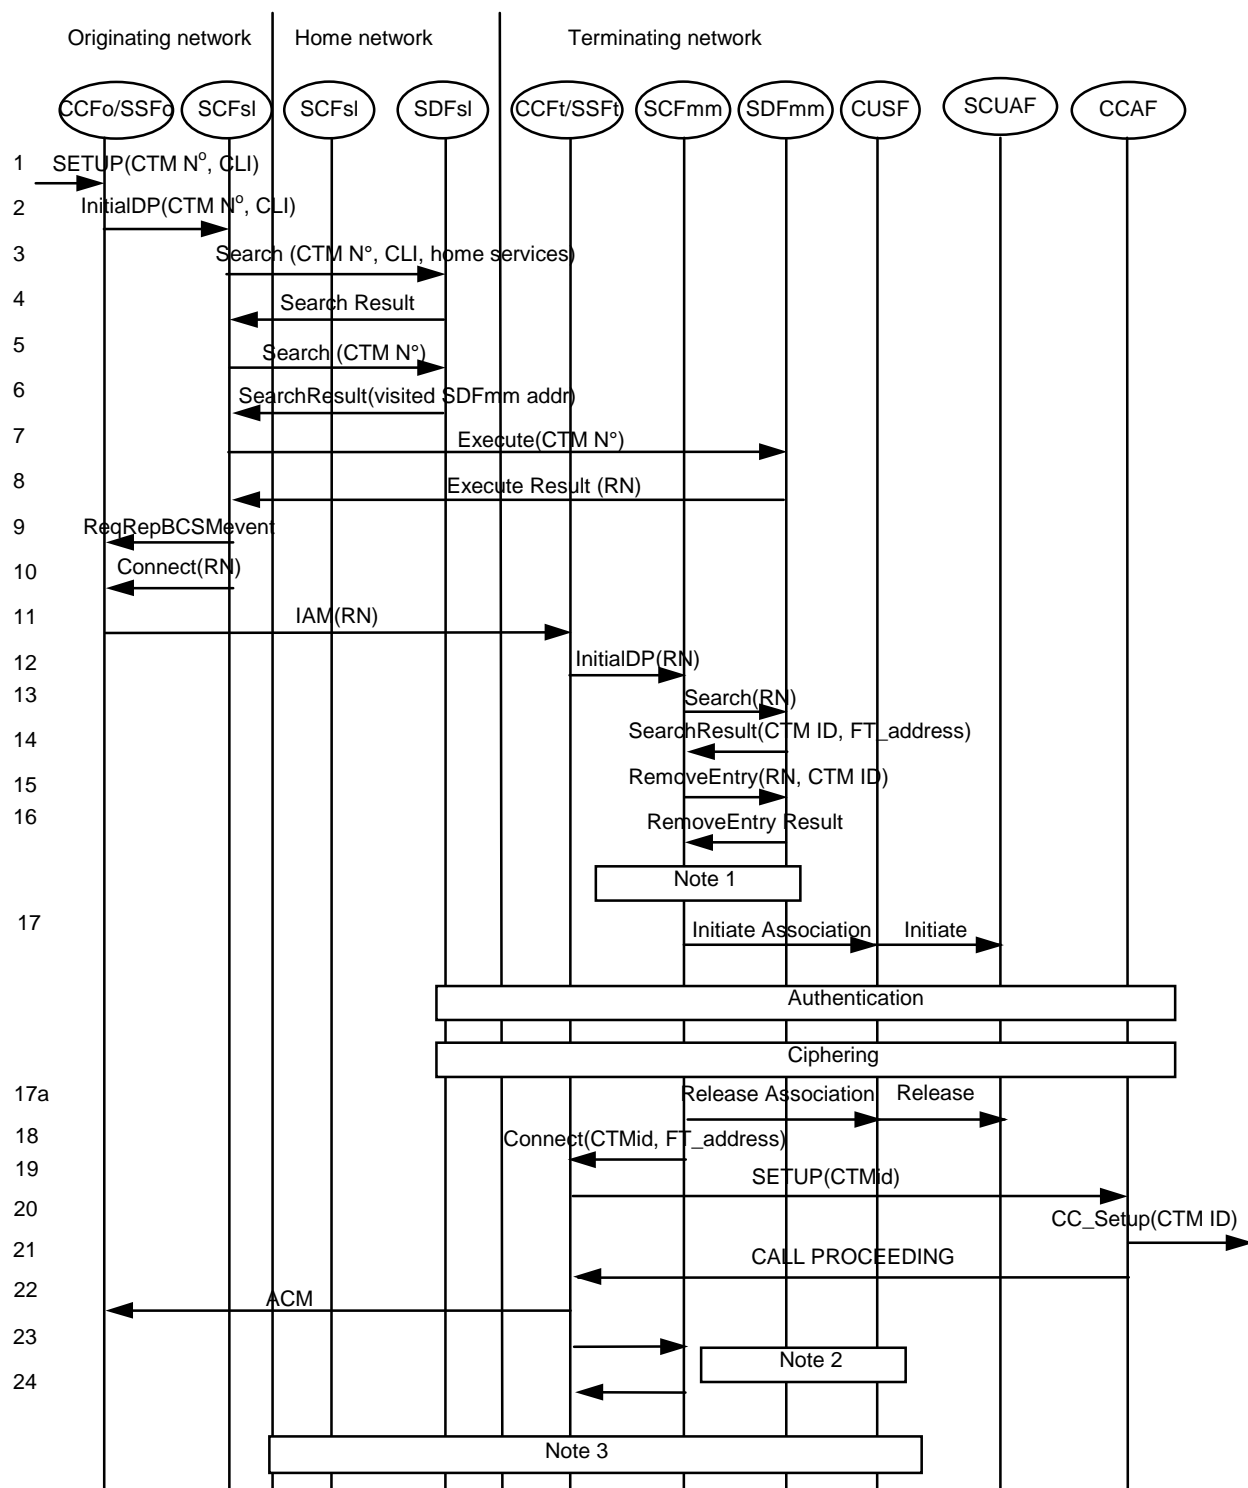 Originating network
Home network
Terminating network
CCFo/SSFo
SCFsl
SCFsl
SDFsl
CCFt/SSFt
SCFmm
SDFmm
CUSF
SCUAF
CCAF
1
SETUP(CTM Nº, CLI)
2
InitialDP(CTM Nº, CLI)
3
Search (CTM N°, CLI, home services)
4
Search Result
5
Search (CTM N°)
6
SearchResult(visited SDFmm addr)
7
Execute(CTM N°)
8
Execute Result (RN)
9
ReqRepBCSMevent
10
Connect(RN)
11
IAM(RN)
12
InitialDP(RN)
13
Search(RN)
14
SearchResult(CTM ID, FT_address)
15
RemoveEntry(RN, CTM ID)
16
RemoveEntry Result
Note 1
17
Initiate Association
Initiate
Authentication
Ciphering
17a
Release Association
Release
18
Connect(CTMid, FT_address)
19
SETUP(CTMid)
20
CC_Setup(CTM ID)
21
CALL PROCEEDING
22
ACM
23
Note 2
24
Note 3